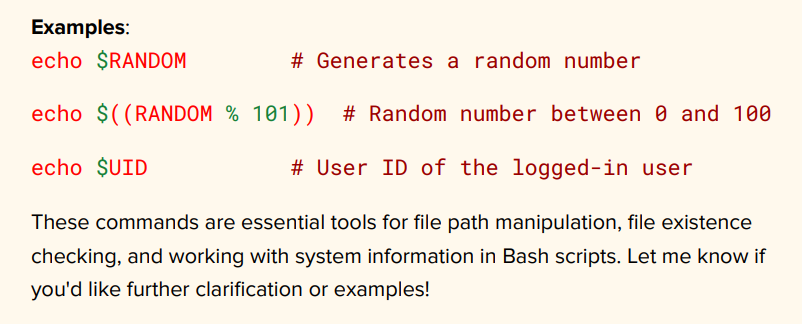 Examples:
echo $RANDOM        # Generates a random number
echo $((RANDOM % 101))  # Random number between 0 and 100
echo $UID           # User ID of the logged-in user
These commands are essential tools for file path manipulation, file existence
checking, and working with system information in Bash scripts. Let me know if
you'd like further clarification or examples!